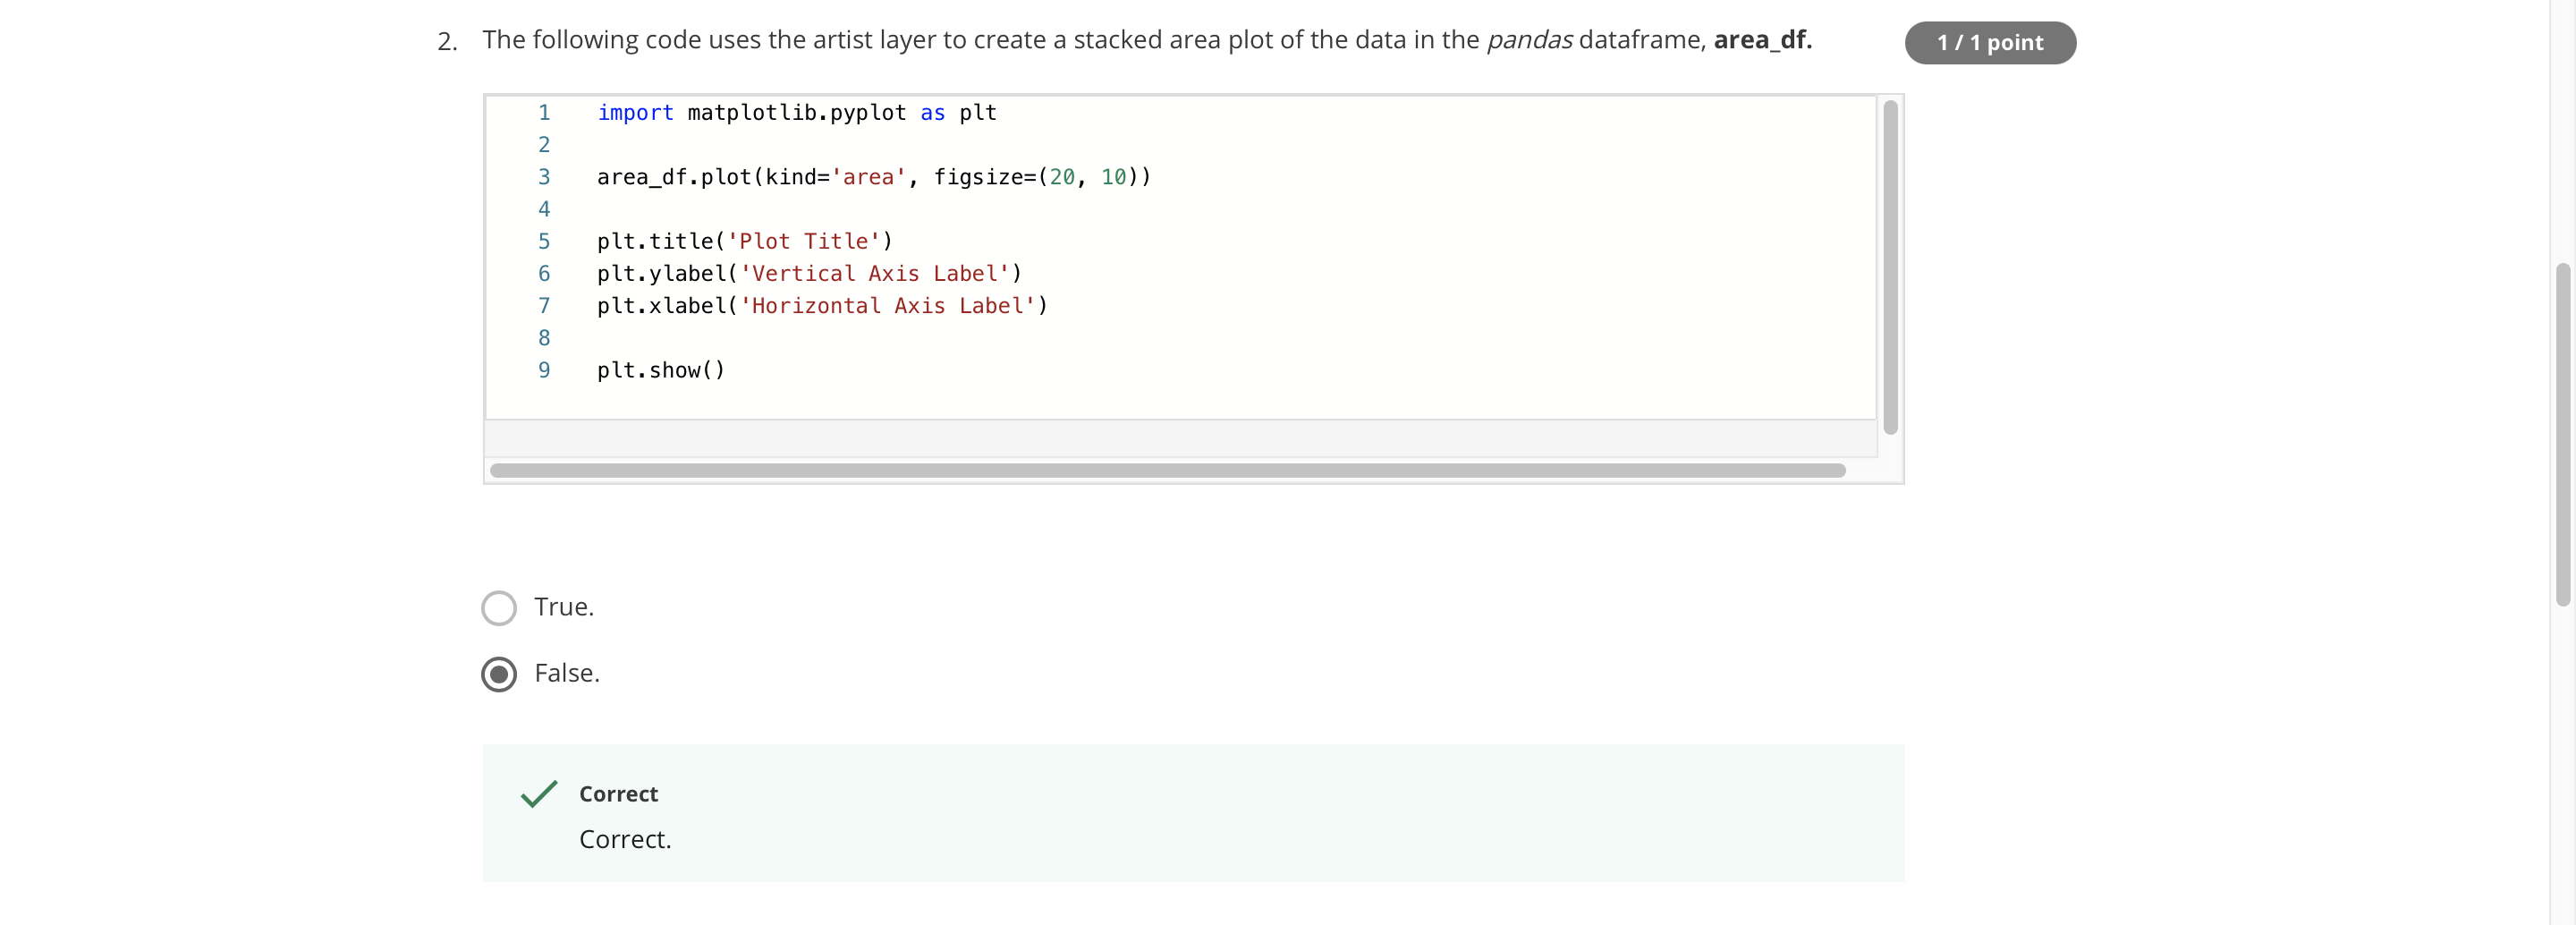 2. The following code uses the artist layer to create a stacked area plot of the data in the pandas dataframe, area_df.
1 / 1 point
1 import matplotlib.pyplot as plt
2
3 area_df.plot(kind='area', figsize=(20, 10))
4
5 plt.title('Plot Title')
6 plt.ylabel('Vertical Axis Label')
7 plt.xlabel('Horizontal Axis Label')
8
9 plt.show()
True.
False.
Correct
Correct.